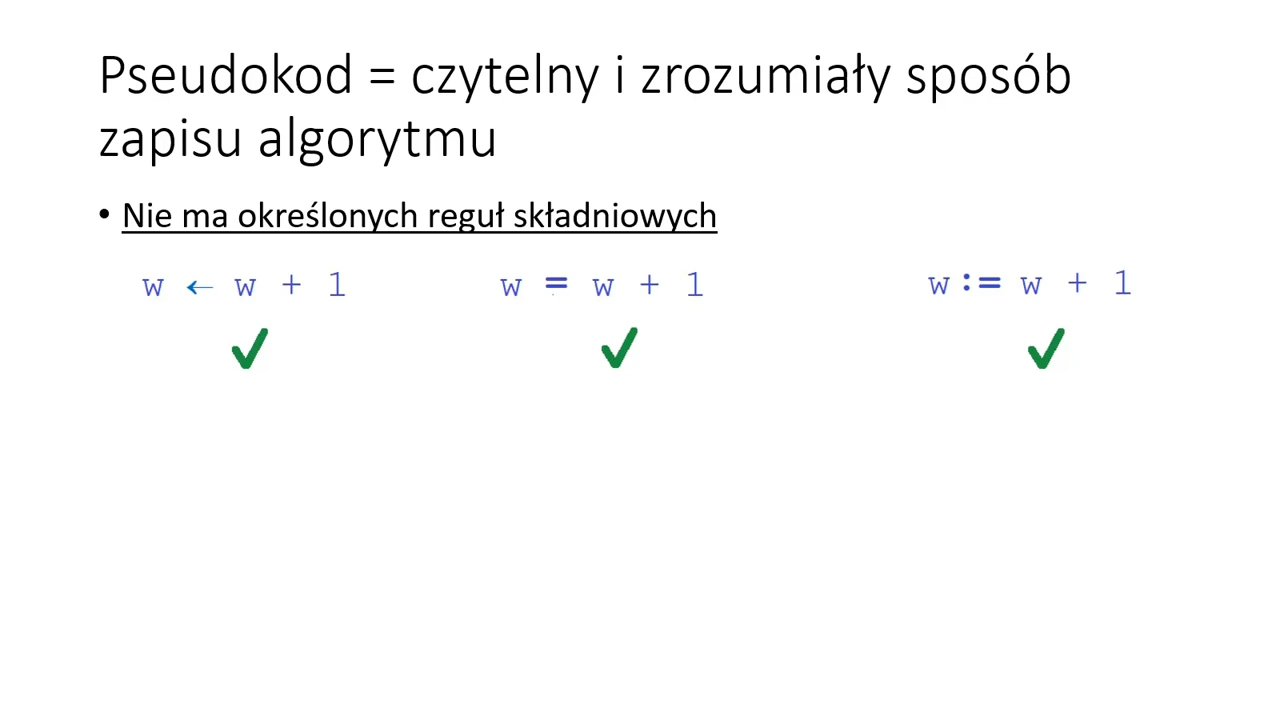 Pseudokod = czytelny i zrozumiały sposób
zapisu algorytmu
• Nie ma określonych reguł składniowych
w ← w + 1 w = w + 1 w := w + 1